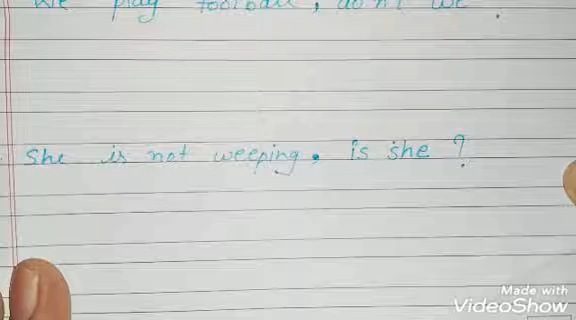 We play football, don't we
She is not weeping, is she ?
Made with
VideoShow